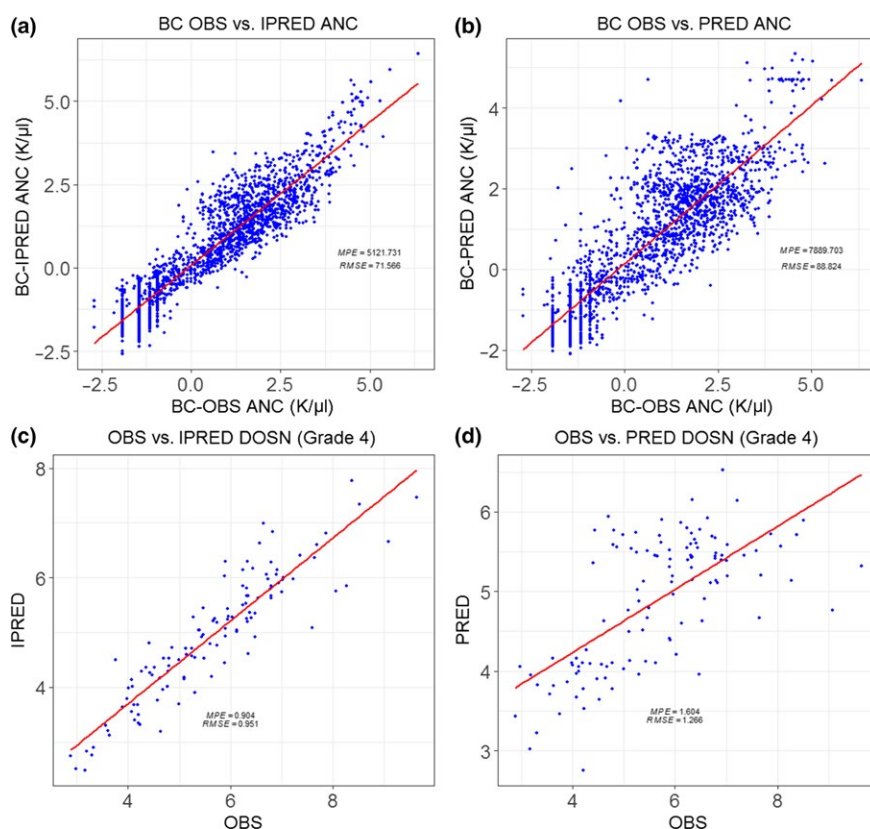 (a)
BC OBS vs. IPRED ANC
BC-IPRED ANC (K/µl)
5.0
2.5
0.0
−2.5
MPE = 5121.731
RMSE = 71.566
−2.5 0.0 2.5 5.0
BC-OBS ANC (K/µl)
(b)
BC OBS vs. PRED ANC
BC-PRED ANC (K/µl)
4
2
0
−2
MPE = 7889.703
RMSE = 88.824
−2.5 0.0 2.5 5.0
BC-OBS ANC (K/µl)
(c)
OBS vs. IPRED DOSN (Grade 4)
IPRED
8
6
4
MPE = 0.904
RMSE = 0.951
4 6 8
OBS
(d)
OBS vs. PRED DOSN (Grade 4)
PRED
6
5
4
3
MPE = 1.604
RMSE = 1.266
4 6 8
OBS